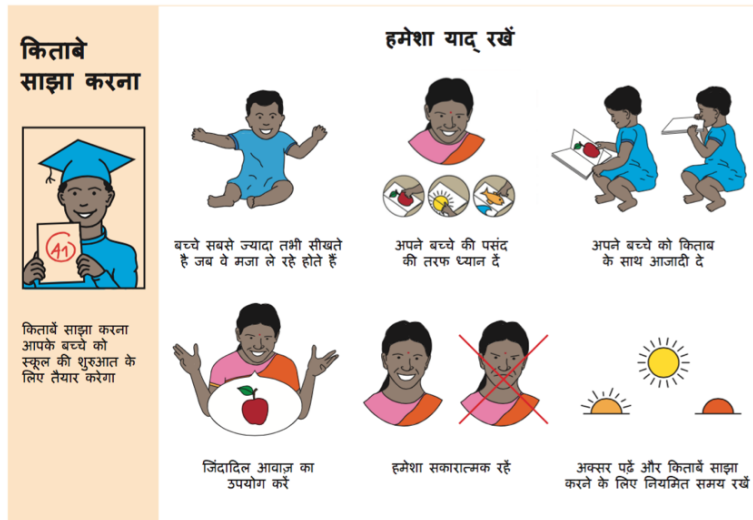 किताबे
साझा करना
A1
किताबें साझा करना
आपके बच्चे को
स्कूल की शुरुआत के
लिए तैयार करेगा
हमेशा याद् रखें
बच्चे सबसे ज्यादा तभी सीखते
है जब वे मजा ले रहे होते हैं
अपने बच्चे की पसंद
की तरफ ध्यान दें
अपने बच्चे को किताब
के साथ आजादी दे
जिंदादिल आवाज़ का
उपयोग करें
हमेशा सकारात्मक रहें
अक्सर पढ़ें और किताबें साझा
करने के लिए नियमित समय रखें